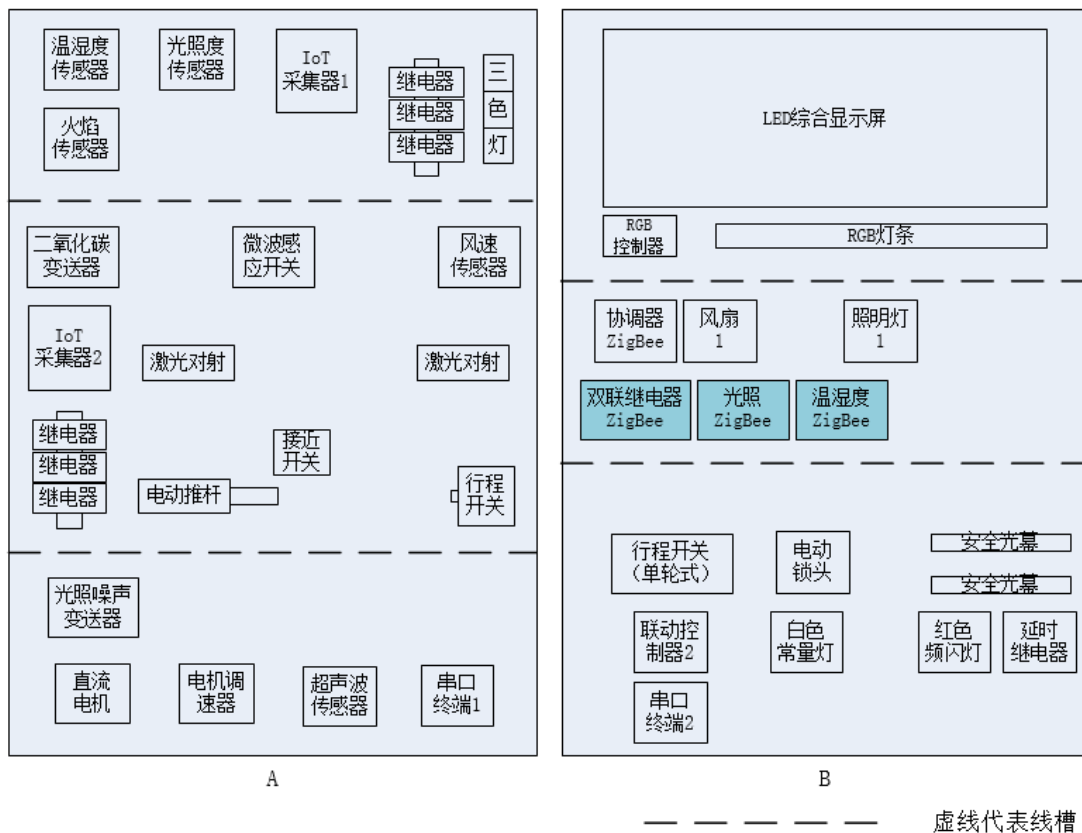 温湿度
传感器
光照度
传感器
IoT
采集器1
继电器
继电器
继电器
三
色
灯
火焰
传感器
二氧化碳
变送器
微波感
应开关
风速
传感器
IoT
采集器2
激光对射
激光对射
继电器
继电器
继电器
接近
开关
电动推杆
行程
开关
光照噪声
变送器
直流
电机
电机调
速器
超声波
传感器
串口
终端1
A
LED综合显示屏
RGB
控制器
RGB灯条
协调器
ZigBee
风扇
1
照明灯
1
双联继电器
ZigBee
光照
ZigBee
温湿度
ZigBee
行程开关
(单轮式)
电动
锁头
安全光幕
安全光幕
联动控
制器2
白色
常量灯
红色
频闪灯
延时
继电器
串口
终端2
B
虚线代表线槽